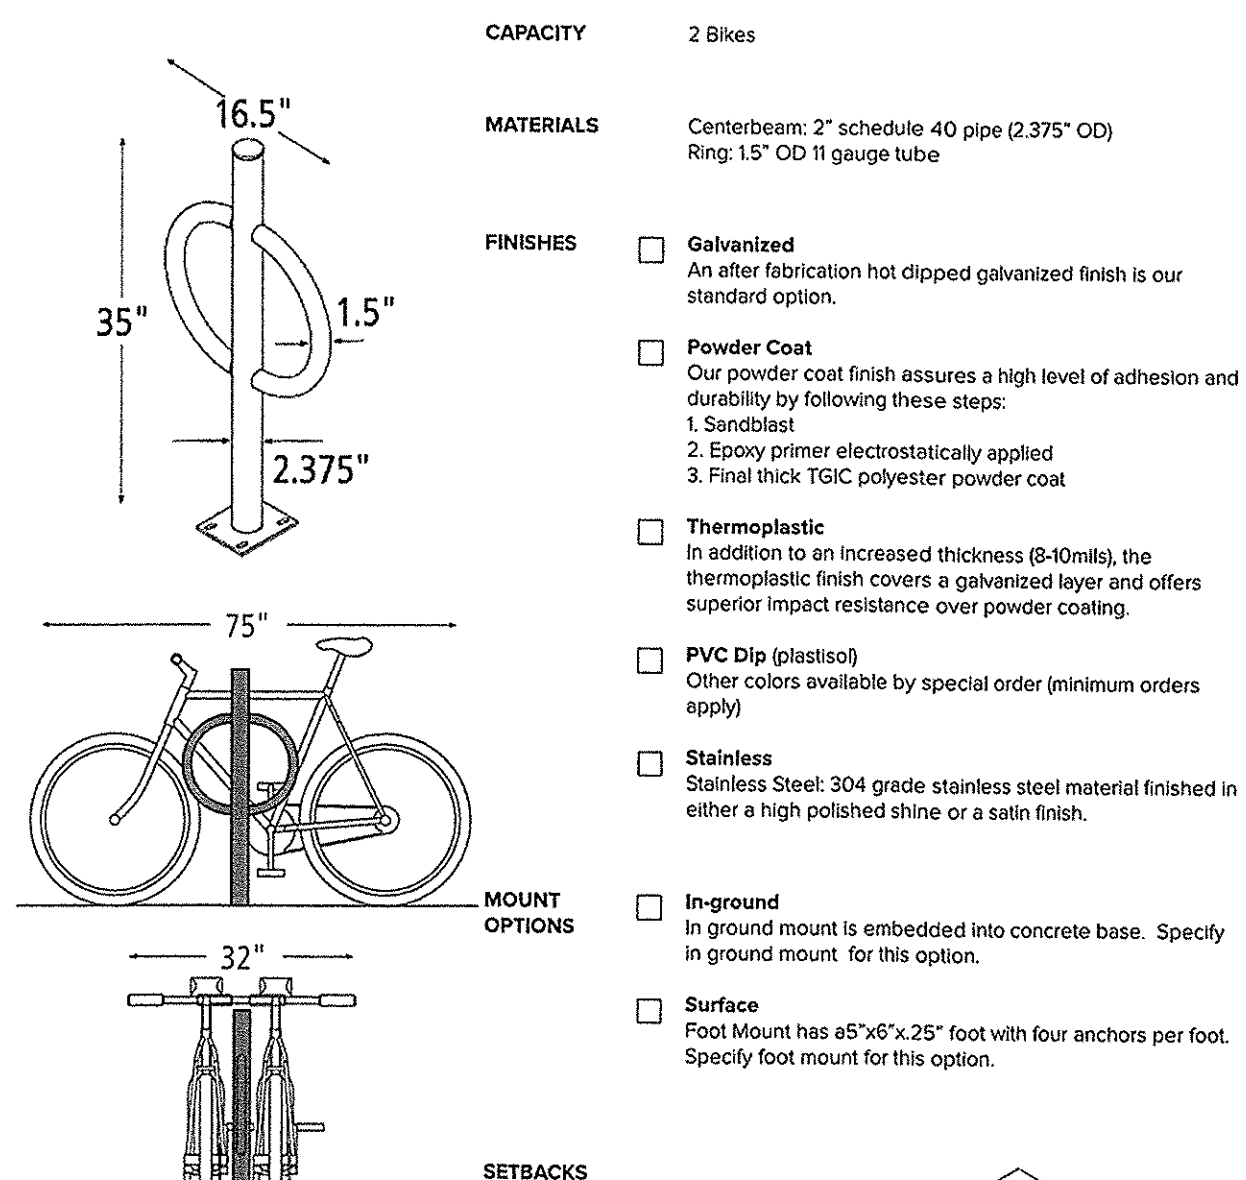 CAPACITY
2 Bikes
16.5"
35"
1.5"
2.375"
MATERIALS
Centerbeam: 2" schedule 40 pipe (2.375" OD)
Ring: 1.5" OD 11 gauge tube
FINISHES
Galvanized
An after fabrication hot dipped galvanized finish is our
standard option.
Powder Coat
Our powder coat finish assures a high level of adhesion and
durability by following these steps:
1. Sandblast
2. Epoxy primer electrostatically applied
3. Final thick TGIC polyester powder coat
Thermoplastic
In addition to an increased thickness (8-10mils), the
thermoplastic finish covers a galvanized layer and offers
superior impact resistance over powder coating.
PVC Dip (plastisol)
Other colors available by special order (minimum orders
apply)
Stainless
Stainless Steel: 304 grade stainless steel material finished in
either a high polished shine or a satin finish.
75"
32"
MOUNT
OPTIONS
In-ground
In ground mount is embedded into concrete base. Specify
in ground mount for this option.
Surface
Foot Mount has a5"x6"x.25" foot with four anchors per foot.
Specify foot mount for this option.
SETBACKS